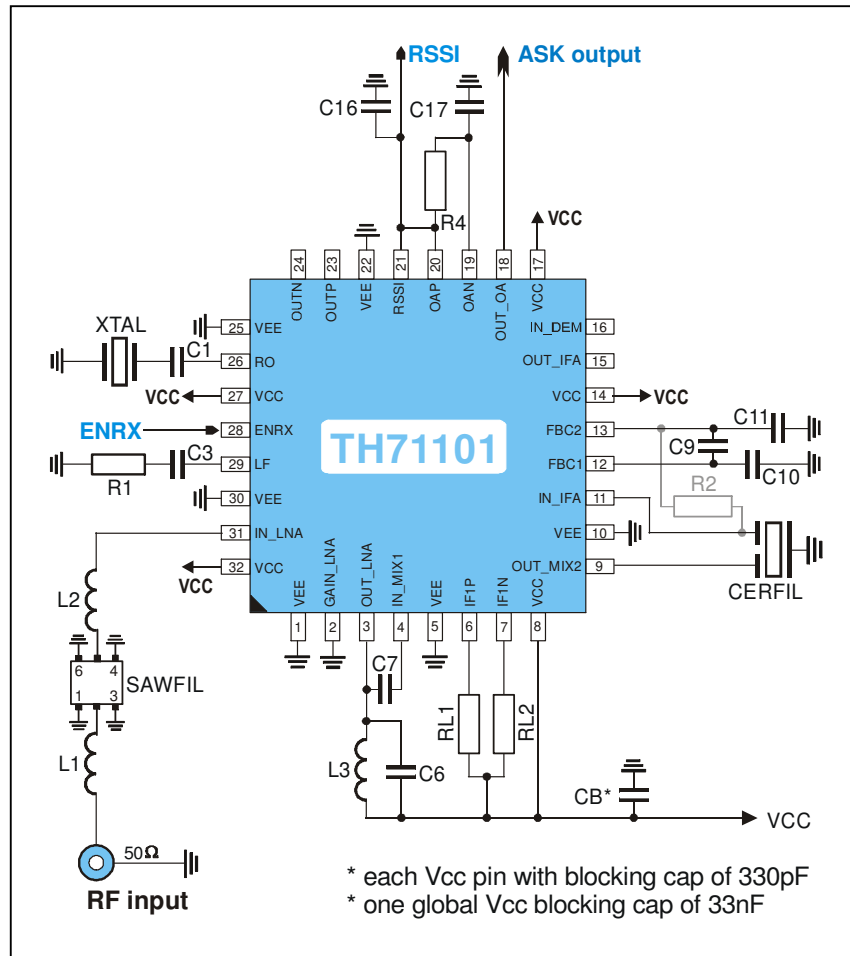 RSSI
ASK output
C16
C17
R4
VCC
24
23
22
21
20
19
18
17
OUTN
OUTP
VEE
RSSI
OAP
OAN
OUT_OA
VCC
XTAL
C1
VCC
ENRX
C3
R1
25 VEE
26 RO
27 VCC
28 ENRX
29 LF
30 VEE
31 IN_LNA
32 VCC
VCC
TH71101
IN_DEM 16
OUT_IFA 15
VCC 14
FBC2 13
FBC1 12
IN_IFA 11
VEE 10
OUT_MIX2 9
VCC
C11
C9
C10
R2
CERFIL
VEE
GAIN_LNA
OUT_LNA
IN_MIX1
VEE
IF1P
IF1N
VCC
1
2
3
4
5
6
7
8
L2
6 4
1 3
SAWFIL
L1
C7
L3
C6
RL1
RL2
CB*
VCC
50Ω
RF input
* each Vcc pin with blocking cap of 330pF
* one global Vcc blocking cap of 33nF